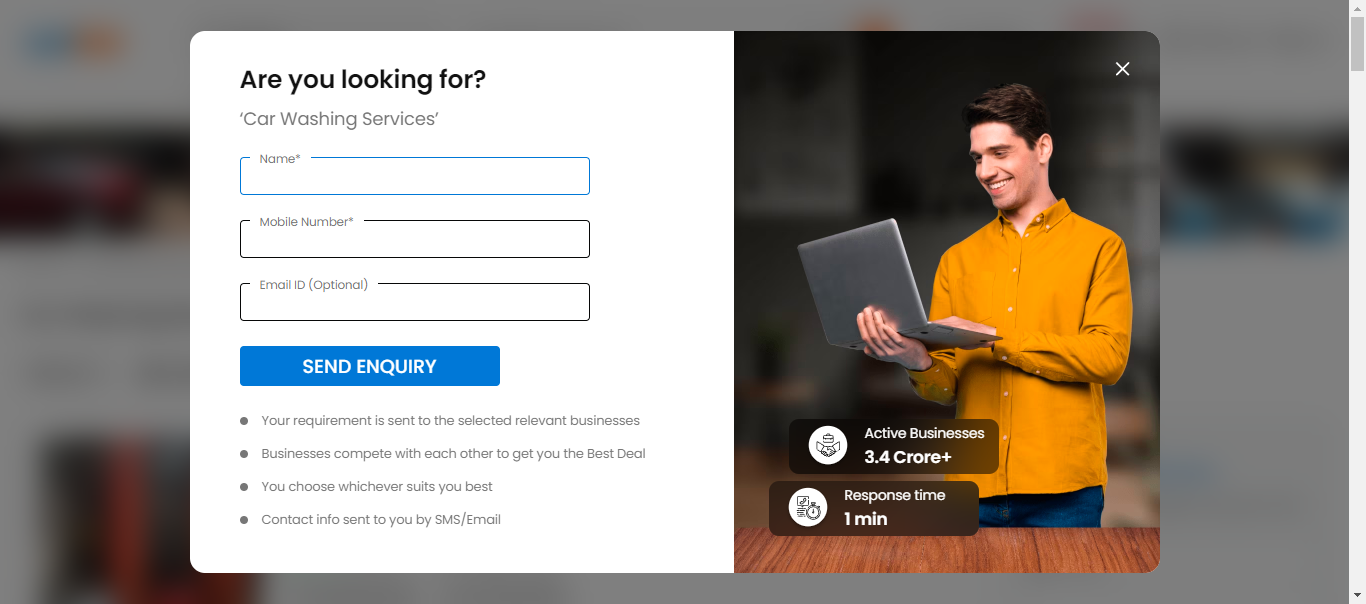 Are you looking for?
‘Car Washing Services’
Name*
Mobile Number*
Email ID (Optional)
SEND ENQUIRY
Your requirement is sent to the selected relevant businesses
Businesses compete with each other to get you the Best Deal
You choose whichever suits you best
Contact info sent to you by SMS/Email
Active Businesses
3.4 Crore+
Response time
1 min